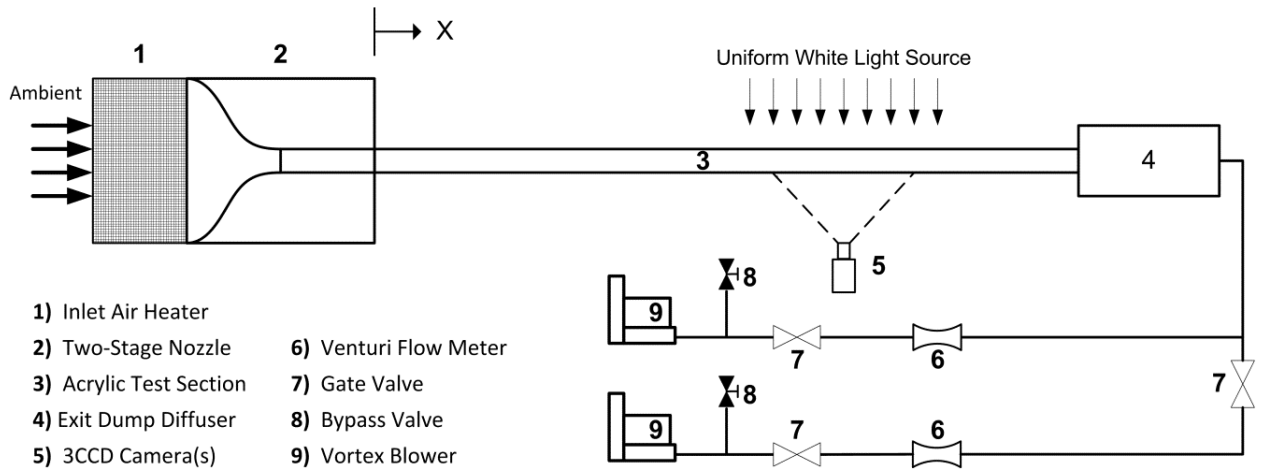 X
1
2
Uniform White Light Source
Ambient
3
4
5
8
9
7
6
7
8
9
7
6
1) Inlet Air Heater
2) Two-Stage Nozzle
3) Acrylic Test Section
4) Exit Dump Diffuser
5) 3CCD Camera(s)
6) Venturi Flow Meter
7) Gate Valve
8) Bypass Valve
9) Vortex Blower